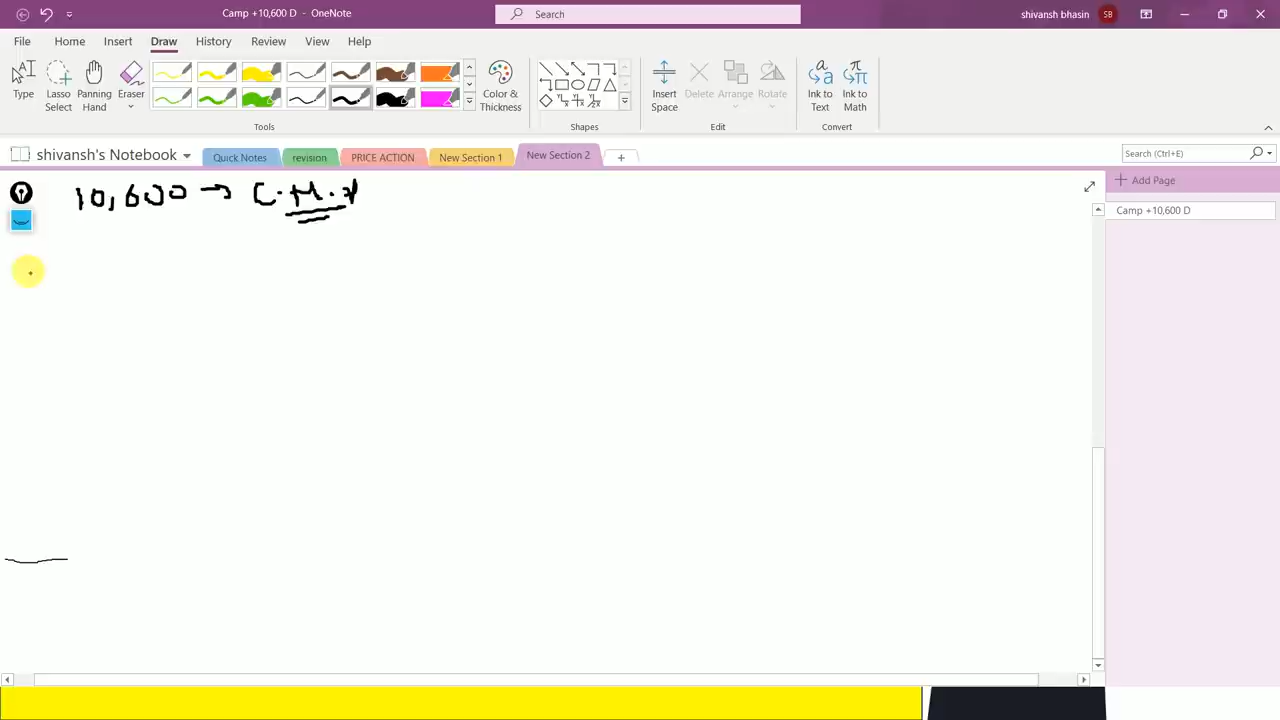 Camp +10,600 D - OneNote
Search
shivansh bhasin
SB
File Home Insert Draw History Review View Help
Type
Lasso Select
Panning Hand
Eraser
Color & Thickness
Insert Space
Delete
Arrange
Rotate
Ink to Text
Ink to Math
Tools
Shapes
Edit
Convert
shivansh's Notebook
Quick Notes
revision
PRICE ACTION
New Section 1
New Section 2
Search (Ctrl+E)
Add Page
Camp +10,600 D
10,600 → C.M.P